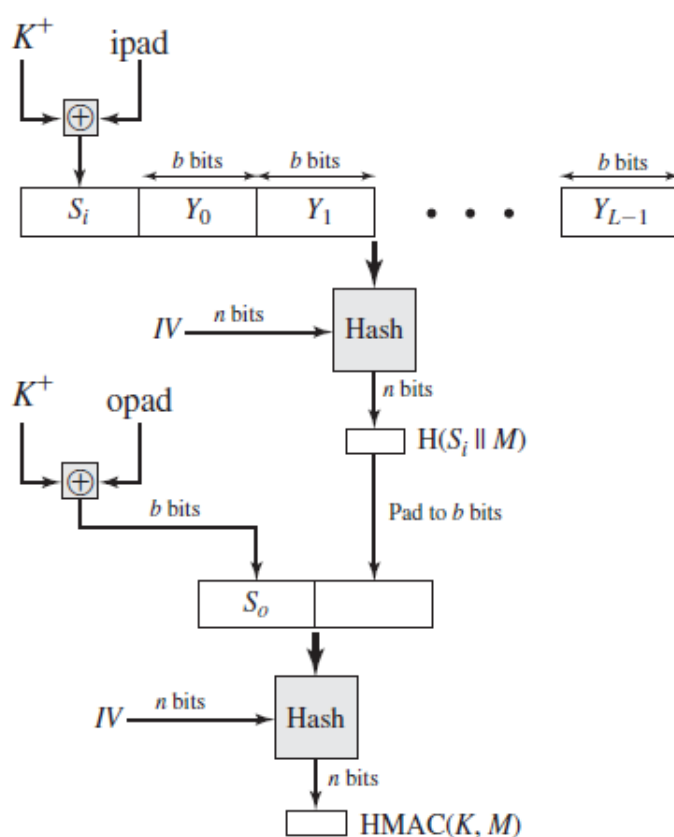 K⁺ ipad
⊕
b bits b bits b bits
Sᵢ Y₀ Y₁ • • • Y_{L−1}
IV n bits Hash
n bits
K⁺ opad
H(Sᵢ || M)
⊕
b bits
Pad to b bits
Sₒ
IV n bits Hash
n bits
HMAC(K, M)